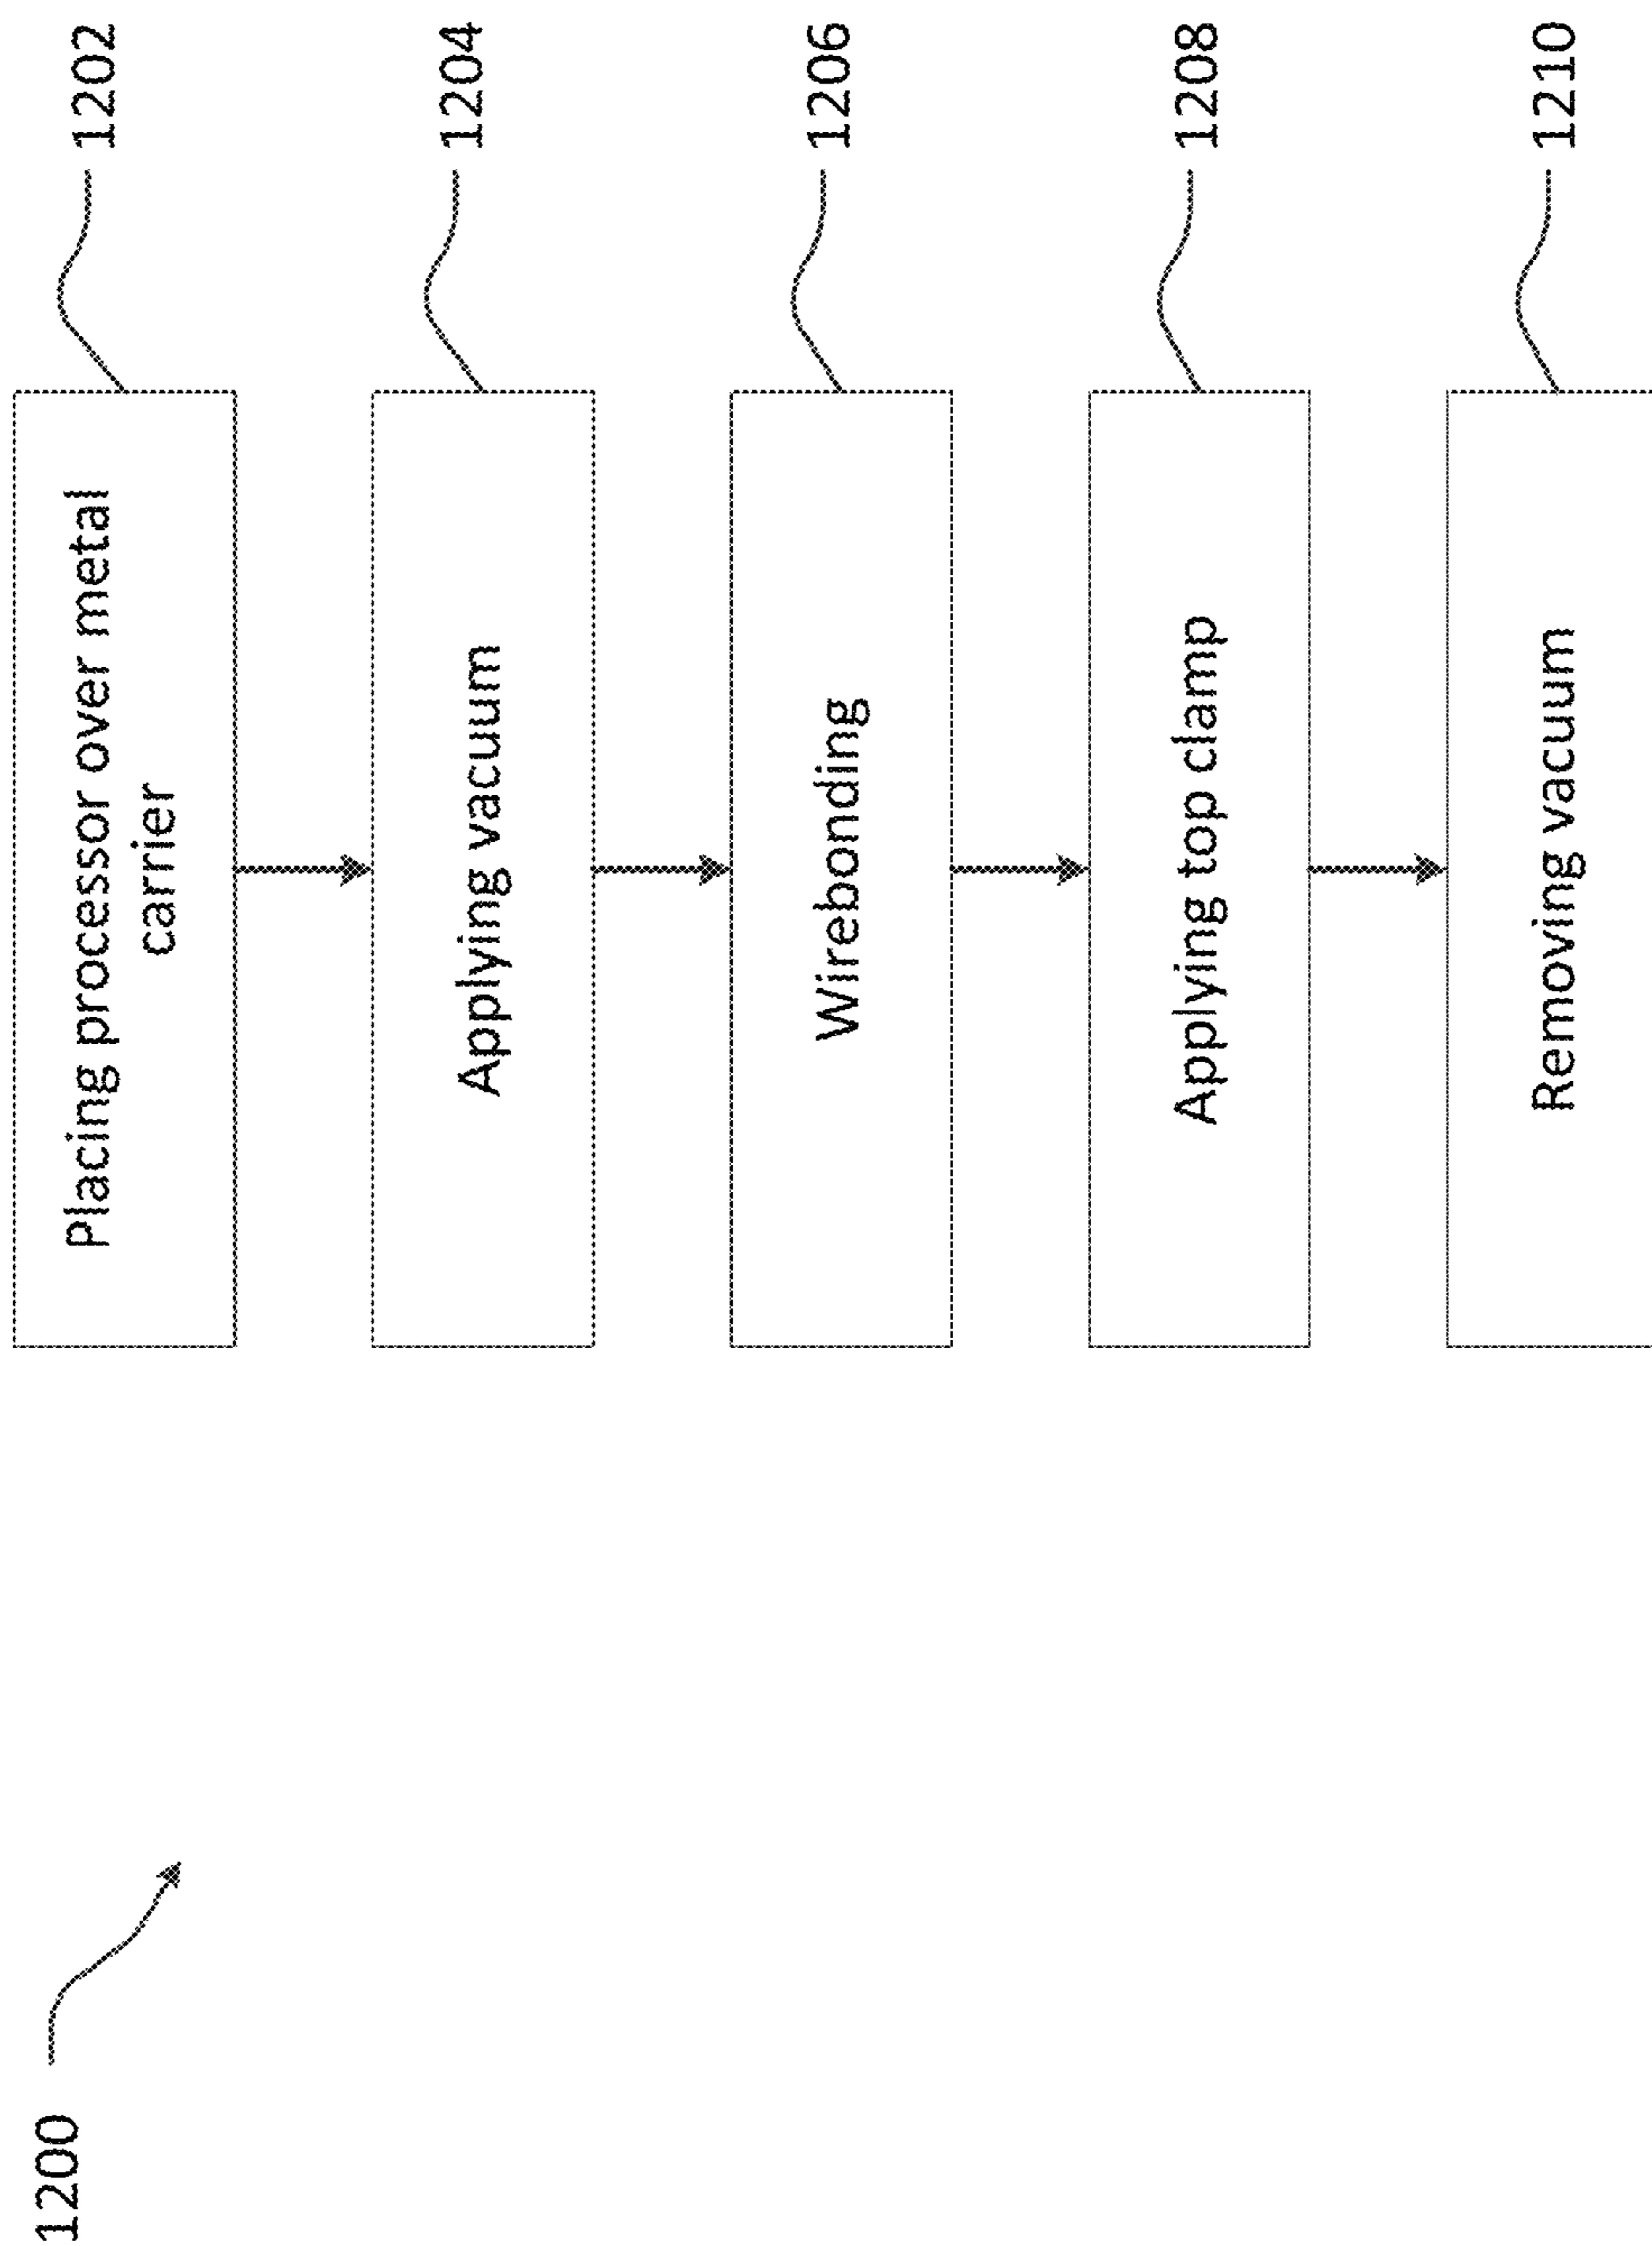 1200
Placing processor over metal
carrier
1202
Applying vacuum
1204
Wirebonding
1206
Applying top clamp
1208
Removing vacuum
1210